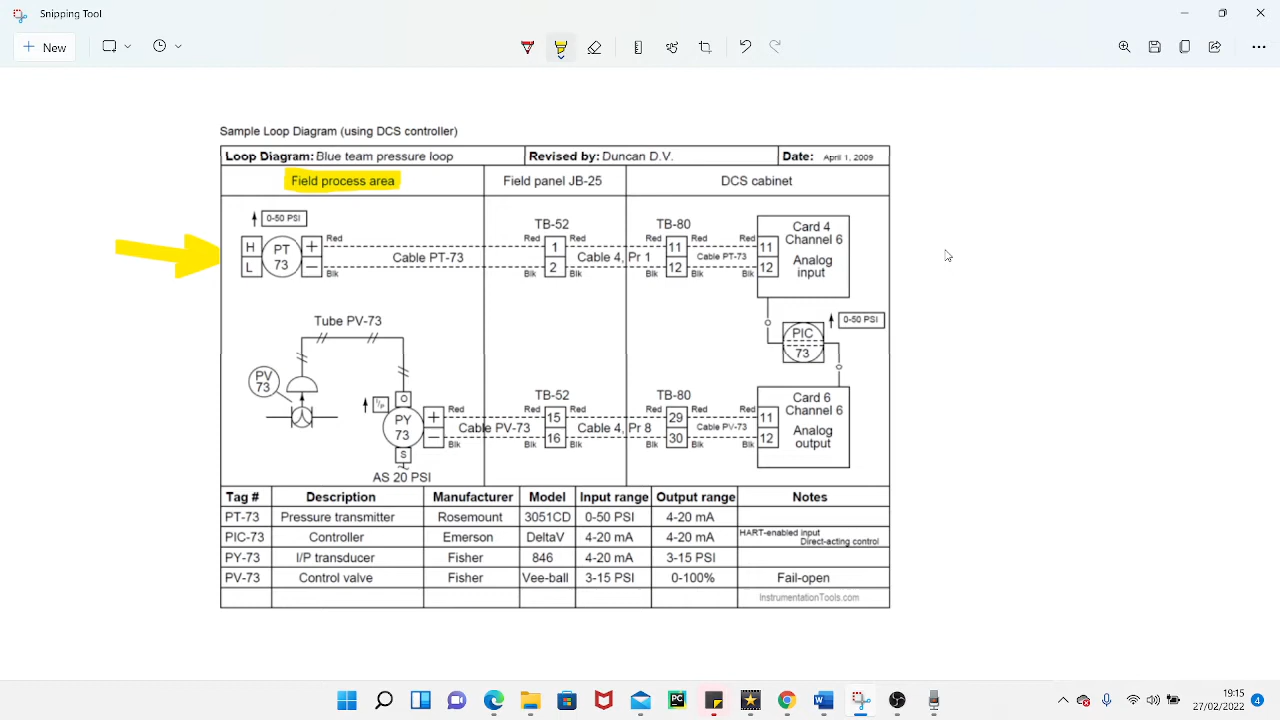 Snipping Tool
New
Sample Loop Diagram (using DCS controller)
Loop Diagram: Blue team pressure loop Revised by: Duncan D.V. Date: April 1, 2009
Field process area Field panel JB-25 DCS cabinet
0-50 PSI TB-52 TB-80 Card 4
Channel 6
H PT + Red Red 1 Red Red 11 Red Red 11 Analog
73 Cable PT-73 Cable 4, Pr 1 Cable PT-73 input
L — Blk Blk 2 Blk Blk 12 Blk Blk 12
Tube PV-73 PIC 0-50 PSI
73
PV
73
I/P O TB-52 TB-80 Card 6
Channel 6
PY + Red Red 15 Red Red 29 Red Red 11 Analog
73 Cable PV-73 Cable 4, Pr 8 Cable PV-73 output
— Blk Blk 16 Blk Blk 30 Blk Blk 12
S
AS 20 PSI
Tag # Description Manufacturer Model Input range Output range Notes
PT-73 Pressure transmitter Rosemount 3051CD 0-50 PSI 4-20 mA
PIC-73 Controller Emerson DeltaV 4-20 mA 4-20 mA HART-enabled input
Direct-acting control
PY-73 I/P transducer Fisher 846 4-20 mA 3-15 PSI
PV-73 Control valve Fisher Vee-ball 3-15 PSI 0-100% Fail-open
InstrumentationTools.com
18:15
27/02/2022 4